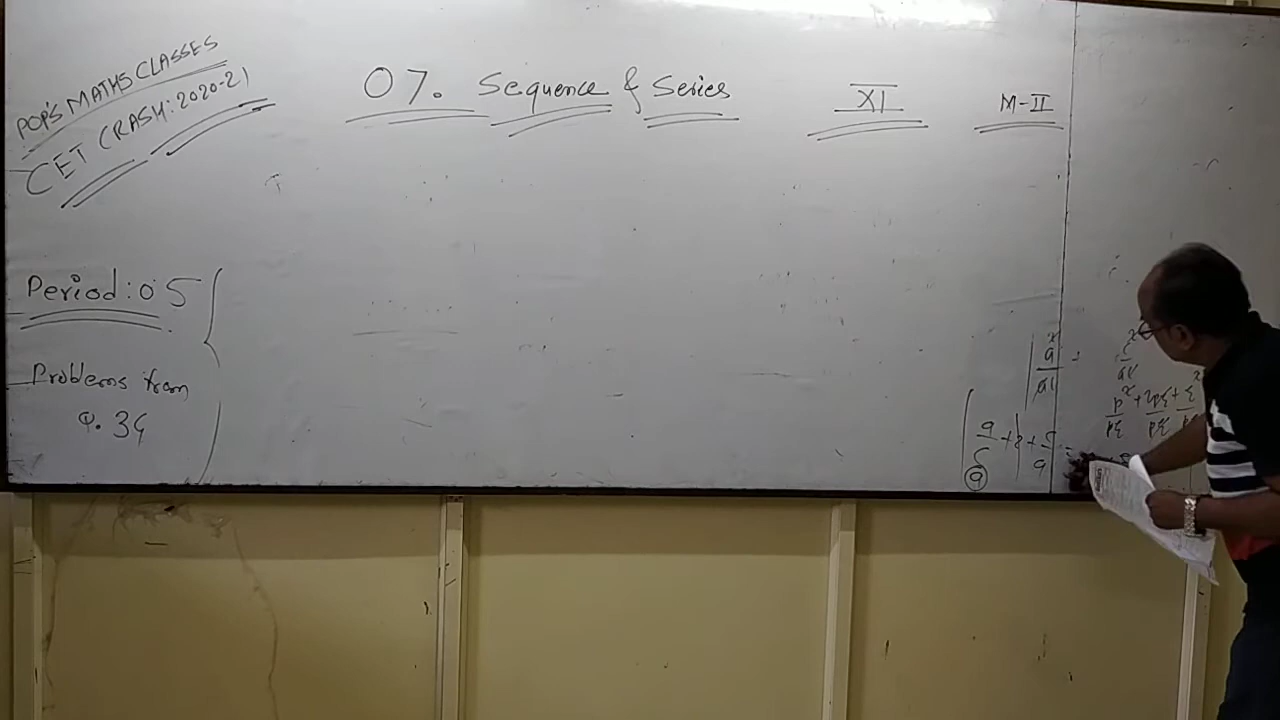 POP'S MATHS CLASSES
CET CRASH: 2020-21
07. Sequence & Series
XI
M-II
Period: 05
Problems from
Q. 34